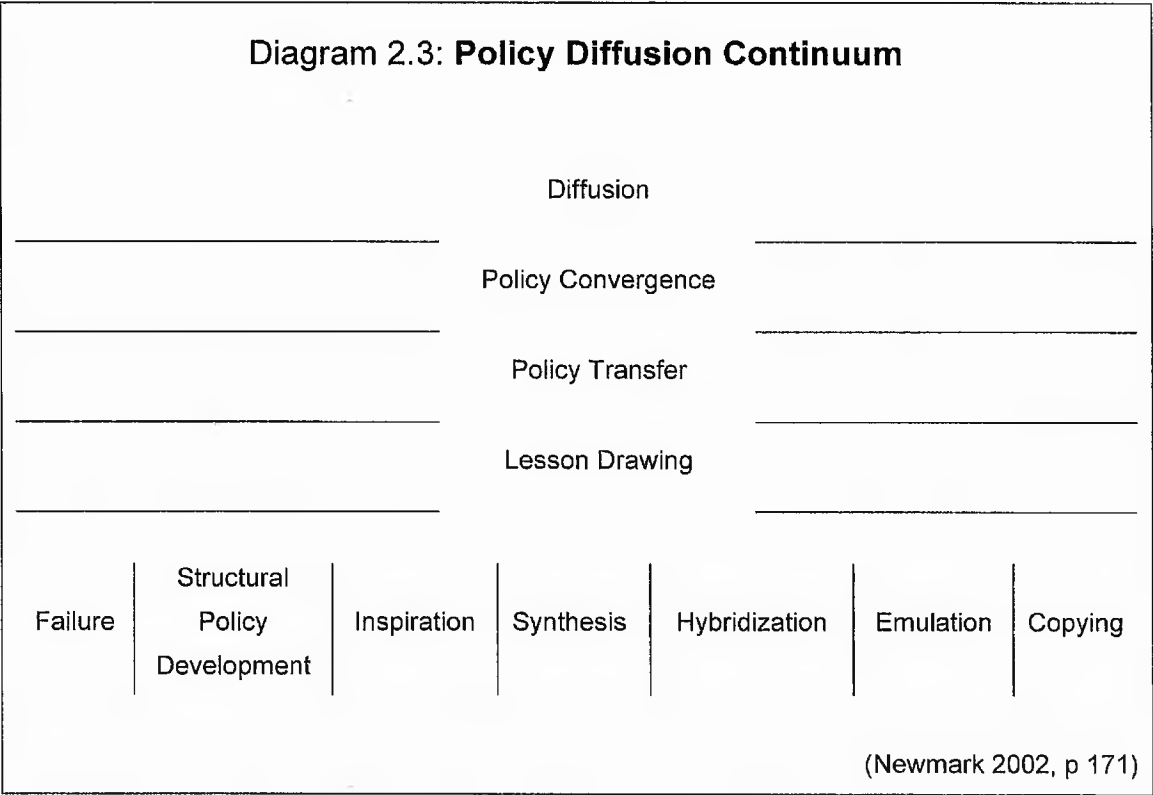 Diagram 2.3: Policy Diffusion Continuum
Diffusion
Policy Convergence
Policy Transfer
Lesson Drawing
Failure
Structural
Policy
Development
Inspiration
Synthesis
Hybridization
Emulation
Copying
(Newmark 2002, p 171)